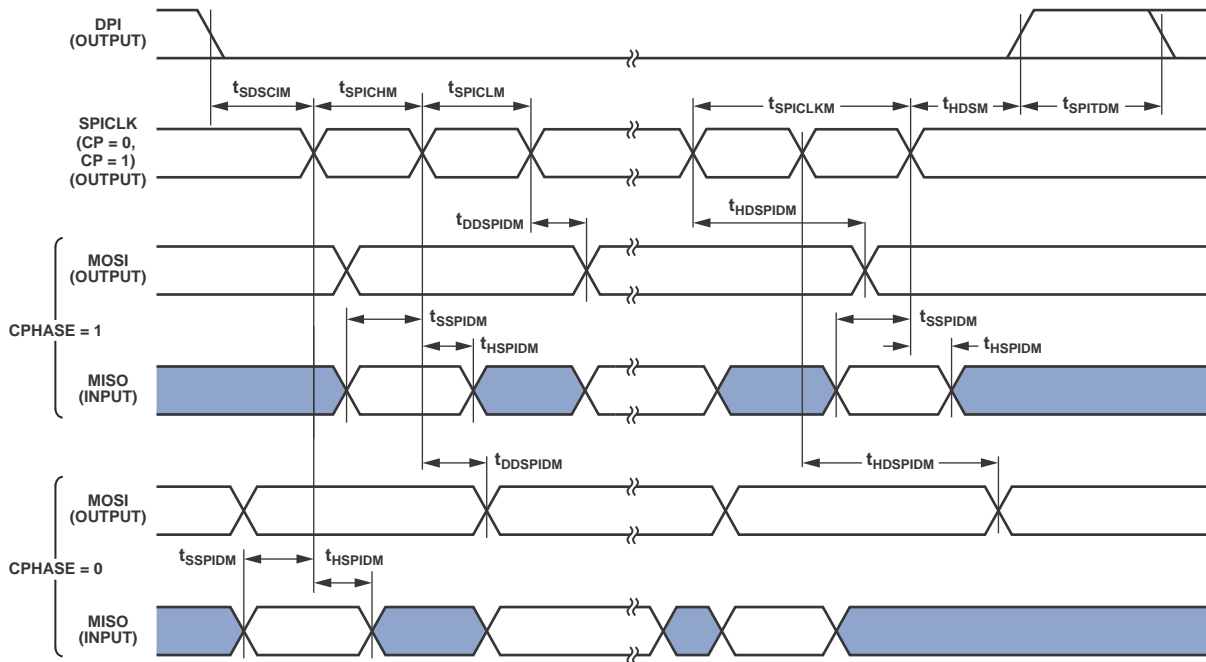 DPI
(OUTPUT)
tSDSCIM
tSPICHM
tSPICLM
tSPICLKM
tHDSM
tSPITDM
SPICLK
(CP = 0,
CP = 1)
(OUTPUT)
tDDSPIDM
tHDSPIDM
MOSI
(OUTPUT)
CPHASE = 1
tSSPIDM
tSSPIDM
tHSPIDM
tHSPIDM
MISO
(INPUT)
tDDSPIDM
tHDSPIDM
MOSI
(OUTPUT)
tSSPIDM
tHSPIDM
CPHASE = 0
MISO
(INPUT)